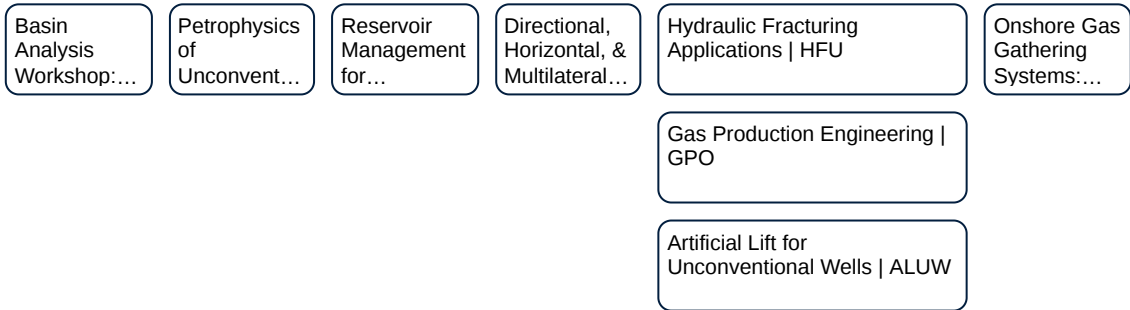 Basin
Analysis
Workshop:…
Petrophysics
of
Unconvent…
Reservoir
Management
for…
Directional,
Horizontal, &
Multilateral…
Hydraulic Fracturing
Applications | HFU
Onshore Gas
Gathering
Systems:…
Gas Production Engineering |
GPO
Artificial Lift for
Unconventional Wells | ALUW